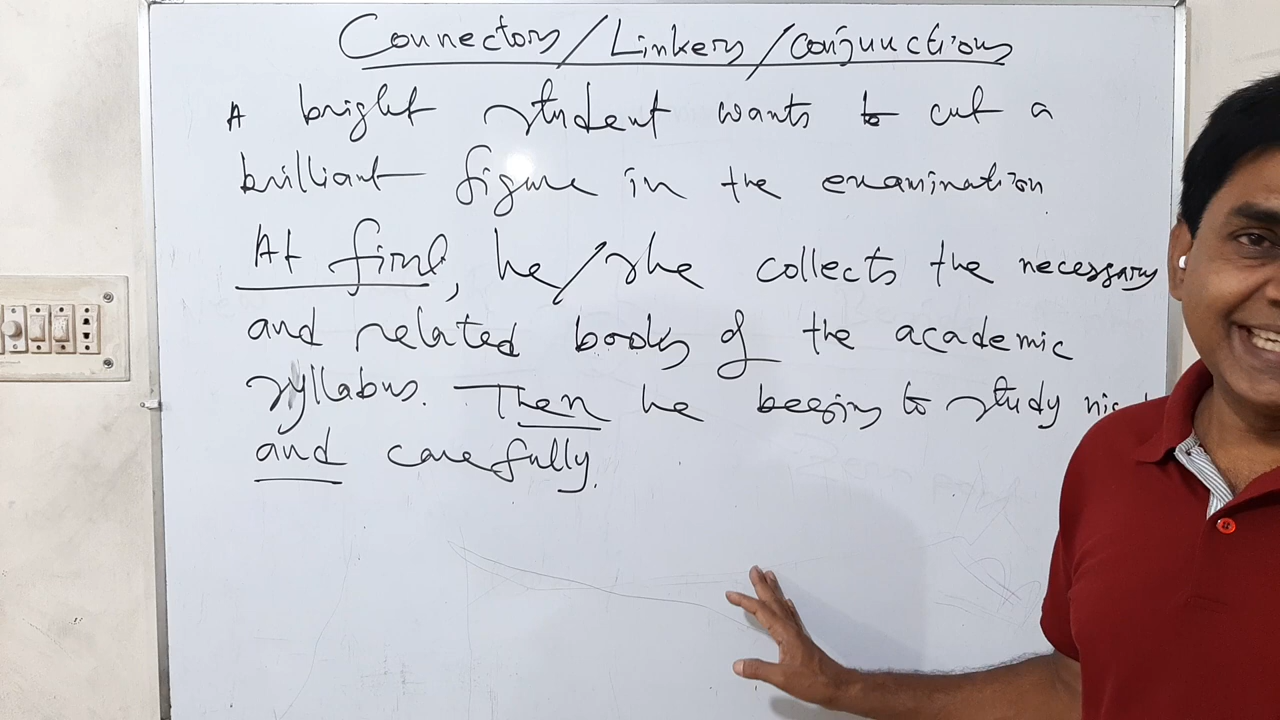 Connectors/Linkers/conjunctions
A bright student wants to cut a
brilliant figure in the examination.
At first, he/she collects the necessary
and related books of the academic
syllabus. Then he begins to study
and carefully.